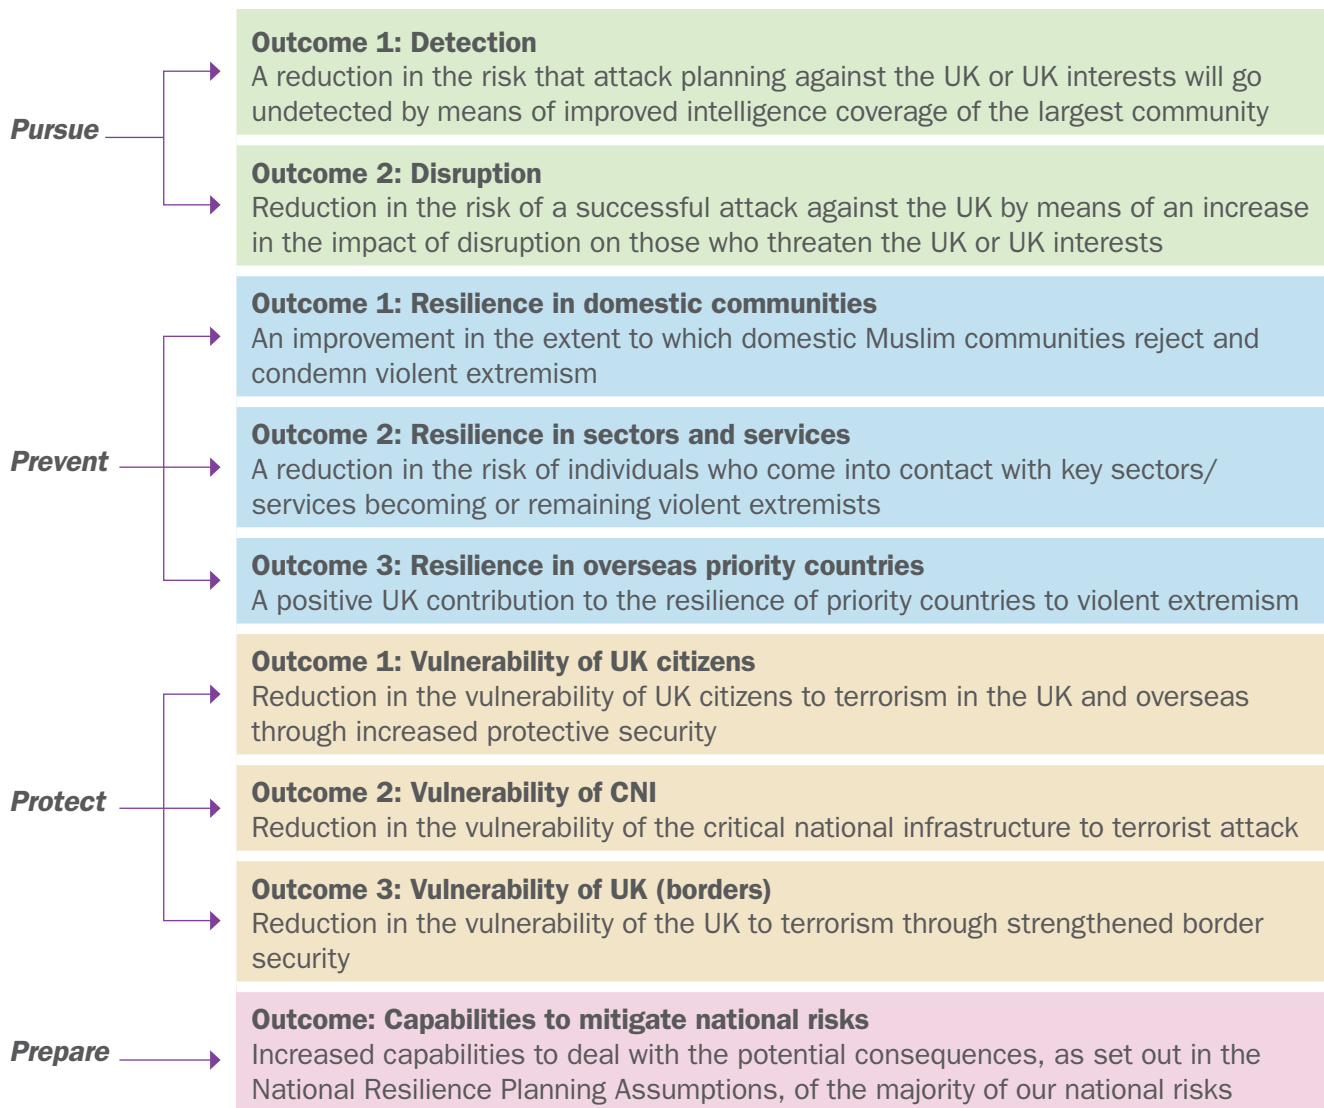 Pursue
Outcome 1: Detection
A reduction in the risk that attack planning against the UK or UK interests will go
undetected by means of improved intelligence coverage of the largest community
Outcome 2: Disruption
Reduction in the risk of a successful attack against the UK by means of an increase
in the impact of disruption on those who threaten the UK or UK interests
Prevent
Outcome 1: Resilience in domestic communities
An improvement in the extent to which domestic Muslim communities reject and
condemn violent extremism
Outcome 2: Resilience in sectors and services
A reduction in the risk of individuals who come into contact with key sectors/
services becoming or remaining violent extremists
Outcome 3: Resilience in overseas priority countries
A positive UK contribution to the resilience of priority countries to violent extremism
Protect
Outcome 1: Vulnerability of UK citizens
Reduction in the vulnerability of UK citizens to terrorism in the UK and overseas
through increased protective security
Outcome 2: Vulnerability of CNI
Reduction in the vulnerability of the critical national infrastructure to terrorist attack
Outcome 3: Vulnerability of UK (borders)
Reduction in the vulnerability of the UK to terrorism through strengthened border
security
Prepare
Outcome: Capabilities to mitigate national risks
Increased capabilities to deal with the potential consequences, as set out in the
National Resilience Planning Assumptions, of the majority of our national risks